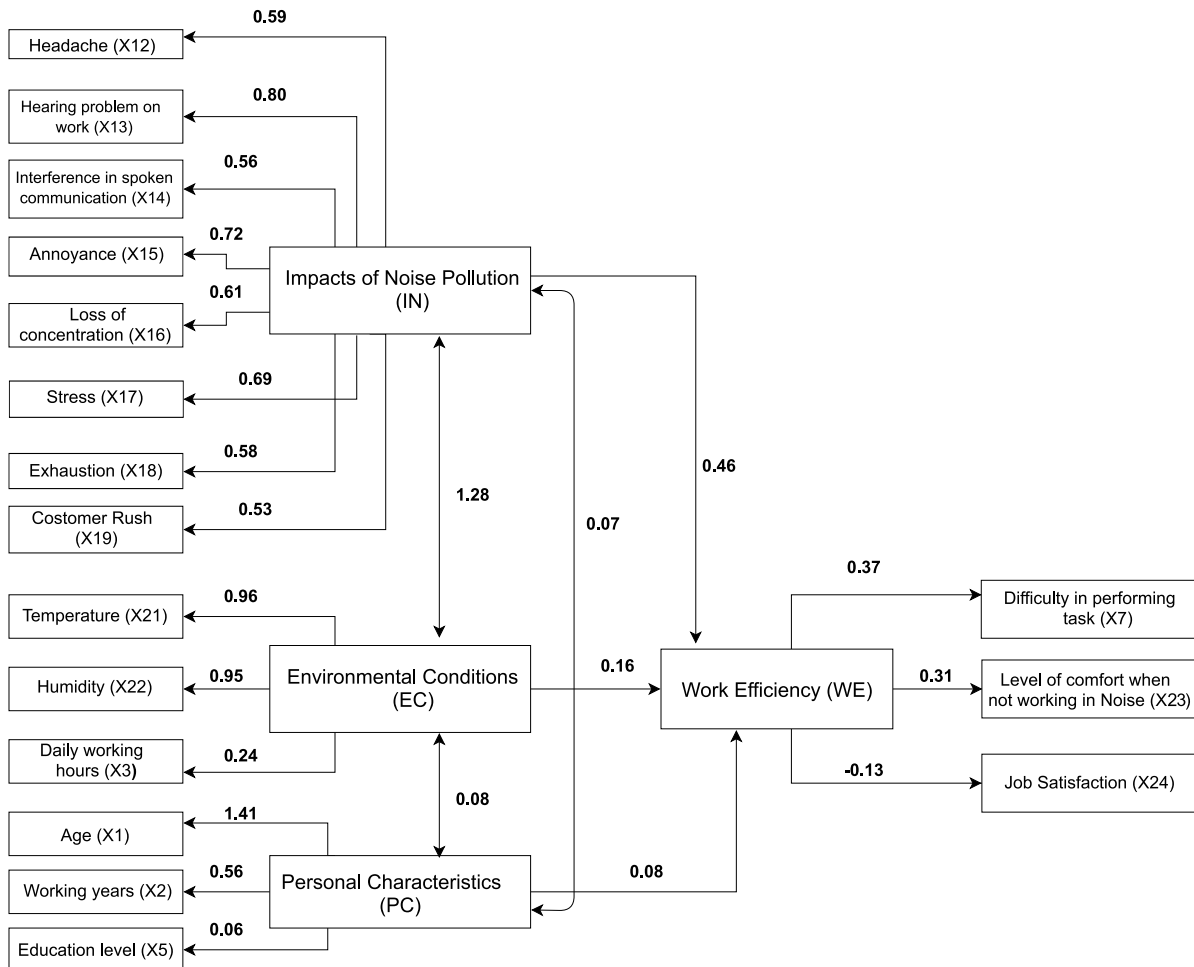 0.59
Headache (X12)
0.80
Hearing problem on
work (X13)
0.56
Interference in spoken
communication (X14)
0.72
Annoyance (X15)
Impacts of Noise Pollution
(IN)
0.61
Loss of
concentration (X16)
0.69
Stress (X17)
0.58
Exhaustion (X18)
0.46
1.28
0.53
Costomer Rush
(X19)
0.07
0.96
Temperature (X21)
0.37
Difficulty in performing
task (X7)
0.95
Humidity (X22)
Environmental Conditions
(EC)
0.16
Work Efficiency (WE)
0.31
Level of comfort when
not working in Noise (X23)
0.24
Daily working
hours (X3)
0.08
-0.13
Job Satisfaction (X24)
1.41
Age (X1)
0.56
Working years (X2)
Personal Characteristics
(PC)
0.08
0.06
Education level (X5)